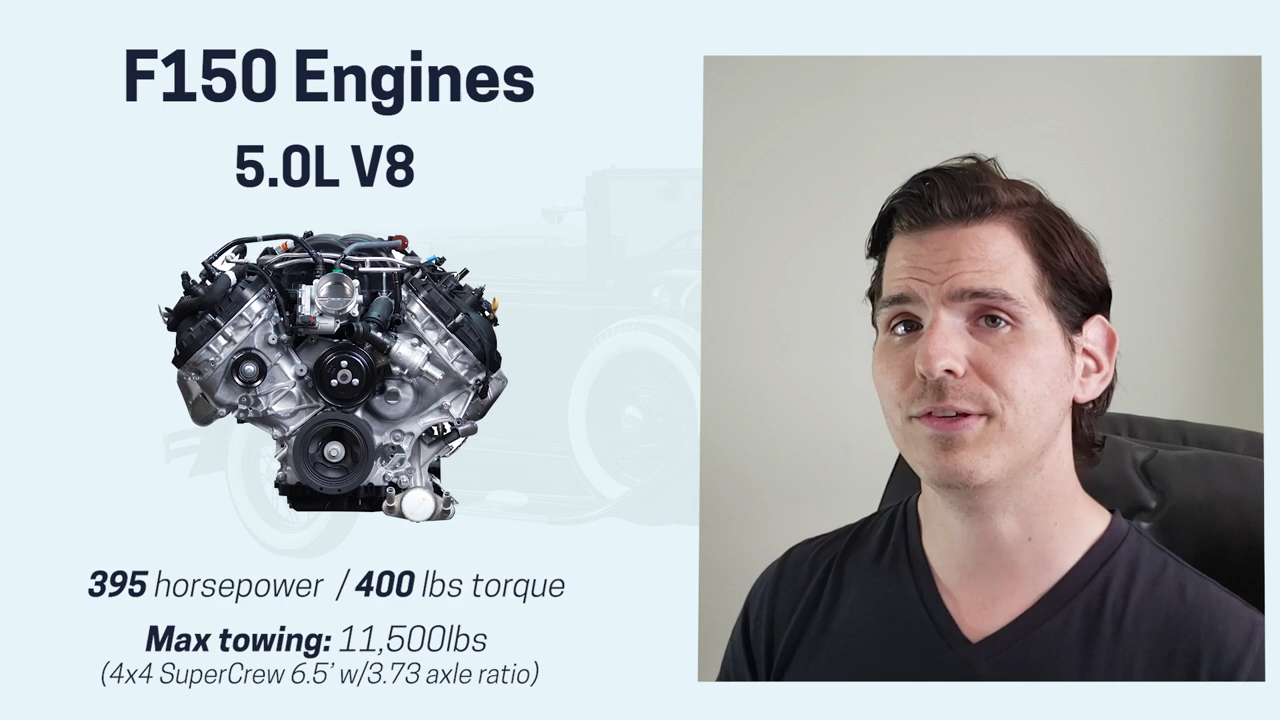 F150 Engines
5.0L V8
395 horsepower / 400 lbs torque
Max towing: 11,500lbs
(4x4 SuperCrew 6.5’ w/3.73 axle ratio)